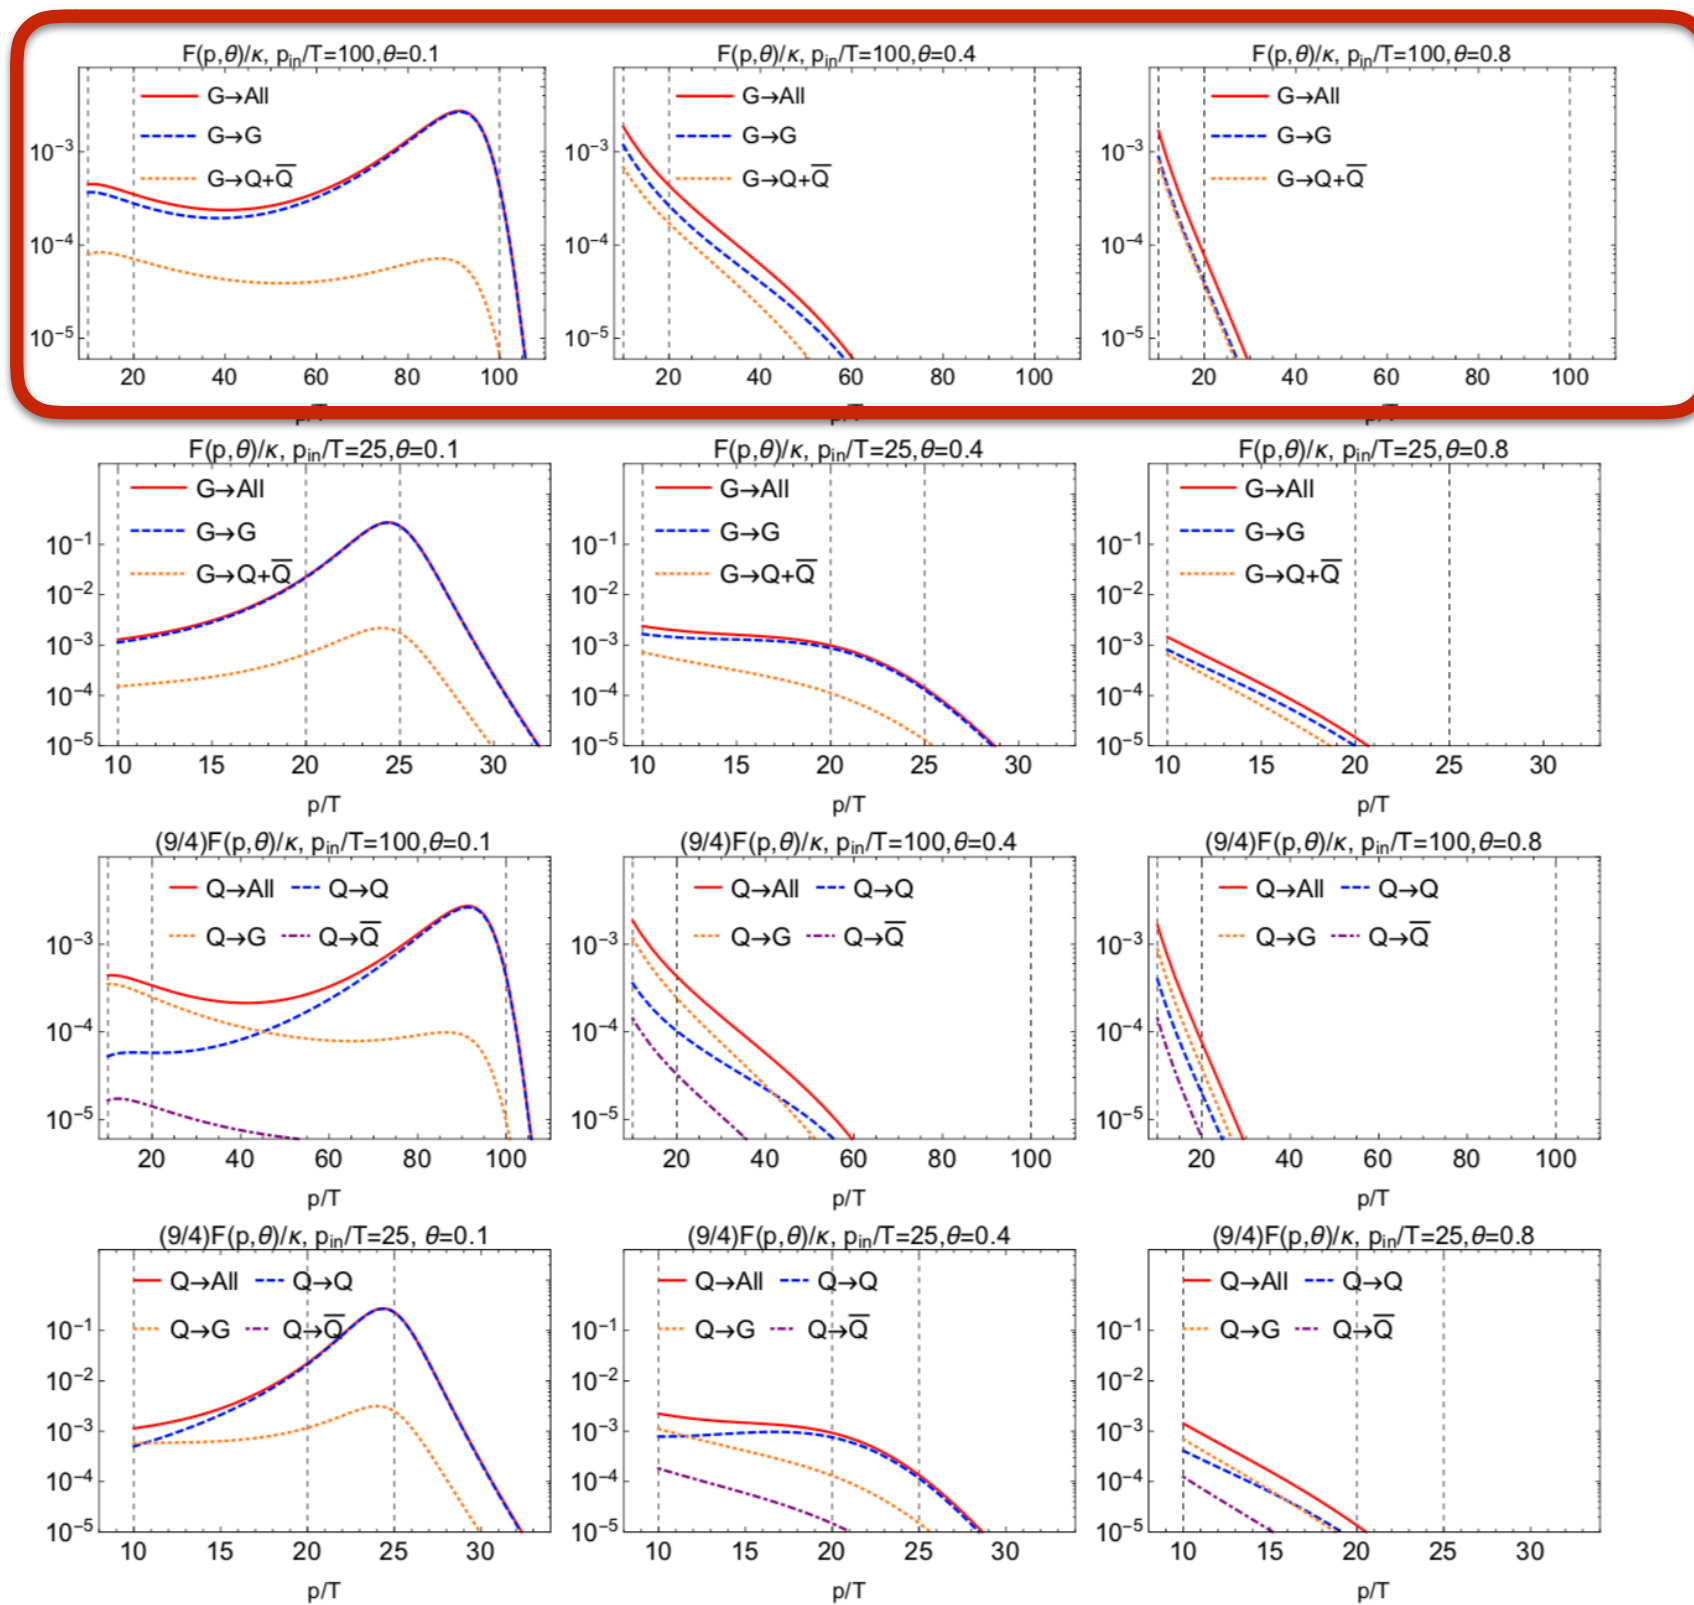 F(p,θ)/κ, p_in/T=100,θ=0.1
G→All
G→G
G→Q+Q̅
10⁻³
10⁻⁴
10⁻⁵
20 40 60 80 100
F(p,θ)/κ, p_in/T=100,θ=0.4
G→All
G→G
G→Q+Q̅
10⁻³
10⁻⁴
10⁻⁵
20 40 60 80 100
F(p,θ)/κ, p_in/T=100,θ=0.8
G→All
G→G
G→Q+Q̅
10⁻³
10⁻⁴
10⁻⁵
20 40 60 80 100
F(p,θ)/κ, p_in/T=25,θ=0.1
G→All
G→G
G→Q+Q̅
10⁻¹
10⁻²
10⁻³
10⁻⁴
10⁻⁵
10 15 20 25 30
p/T
F(p,θ)/κ, p_in/T=25,θ=0.4
G→All
G→G
G→Q+Q̅
10⁻¹
10⁻²
10⁻³
10⁻⁴
10⁻⁵
10 15 20 25 30
p/T
F(p,θ)/κ, p_in/T=25,θ=0.8
G→All
G→G
G→Q+Q̅
10⁻¹
10⁻²
10⁻³
10⁻⁴
10⁻⁵
10 15 20 25 30
p/T
(9/4)F(p,θ)/κ, p_in/T=100,θ=0.1
Q→All Q→Q
Q→G Q→Q̅
10⁻³
10⁻⁴
10⁻⁵
20 40 60 80 100
p/T
(9/4)F(p,θ)/κ, p_in/T=100,θ=0.4
Q→All Q→Q
Q→G Q→Q̅
10⁻³
10⁻⁴
10⁻⁵
20 40 60 80 100
p/T
(9/4)F(p,θ)/κ, p_in/T=100,θ=0.8
Q→All Q→Q
Q→G Q→Q̅
10⁻³
10⁻⁴
10⁻⁵
20 40 60 80 100
p/T
(9/4)F(p,θ)/κ, p_in/T=25, θ=0.1
Q→All Q→Q
Q→G Q→Q̅
10⁻¹
10⁻²
10⁻³
10⁻⁴
10⁻⁵
10 15 20 25 30
p/T
(9/4)F(p,θ)/κ, p_in/T=25,θ=0.4
Q→All Q→Q
Q→G Q→Q̅
10⁻¹
10⁻²
10⁻³
10⁻⁴
10⁻⁵
10 15 20 25 30
p/T
(9/4)F(p,θ)/κ, p_in/T=25,θ=0.8
Q→All Q→Q
Q→G Q→Q̅
10⁻¹
10⁻²
10⁻³
10⁻⁴
10⁻⁵
10 15 20 25 30
p/T